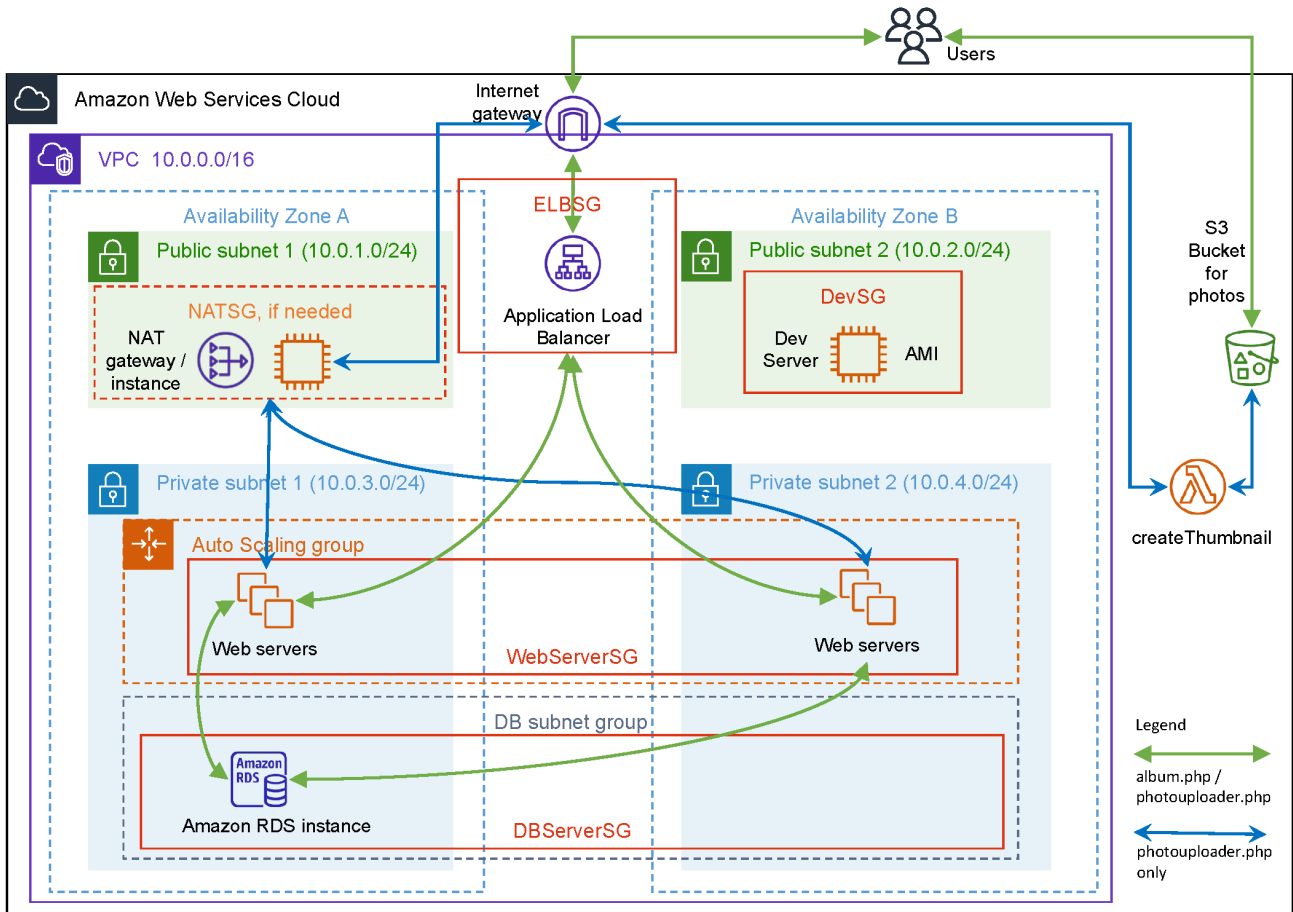 Users
Amazon Web Services Cloud
Internet
gateway
VPC 10.0.0.0/16
ELBSG
Availability Zone A
Availability Zone B
Public subnet 1 (10.0.1.0/24)
Public subnet 2 (10.0.2.0/24)
S3
Bucket
for
photos
NATSG, if needed
NAT
gateway /
instance
Application Load
Balancer
DevSG
Dev
Server
AMI
Private subnet 1 (10.0.3.0/24)
Private subnet 2 (10.0.4.0/24)
createThumbnail
Auto Scaling group
Web servers
Web servers
WebServerSG
DB subnet group
Amazon
RDS
Amazon RDS instance
DBServerSG
Legend
album.php /
photouploader.php
photouploader.php
only